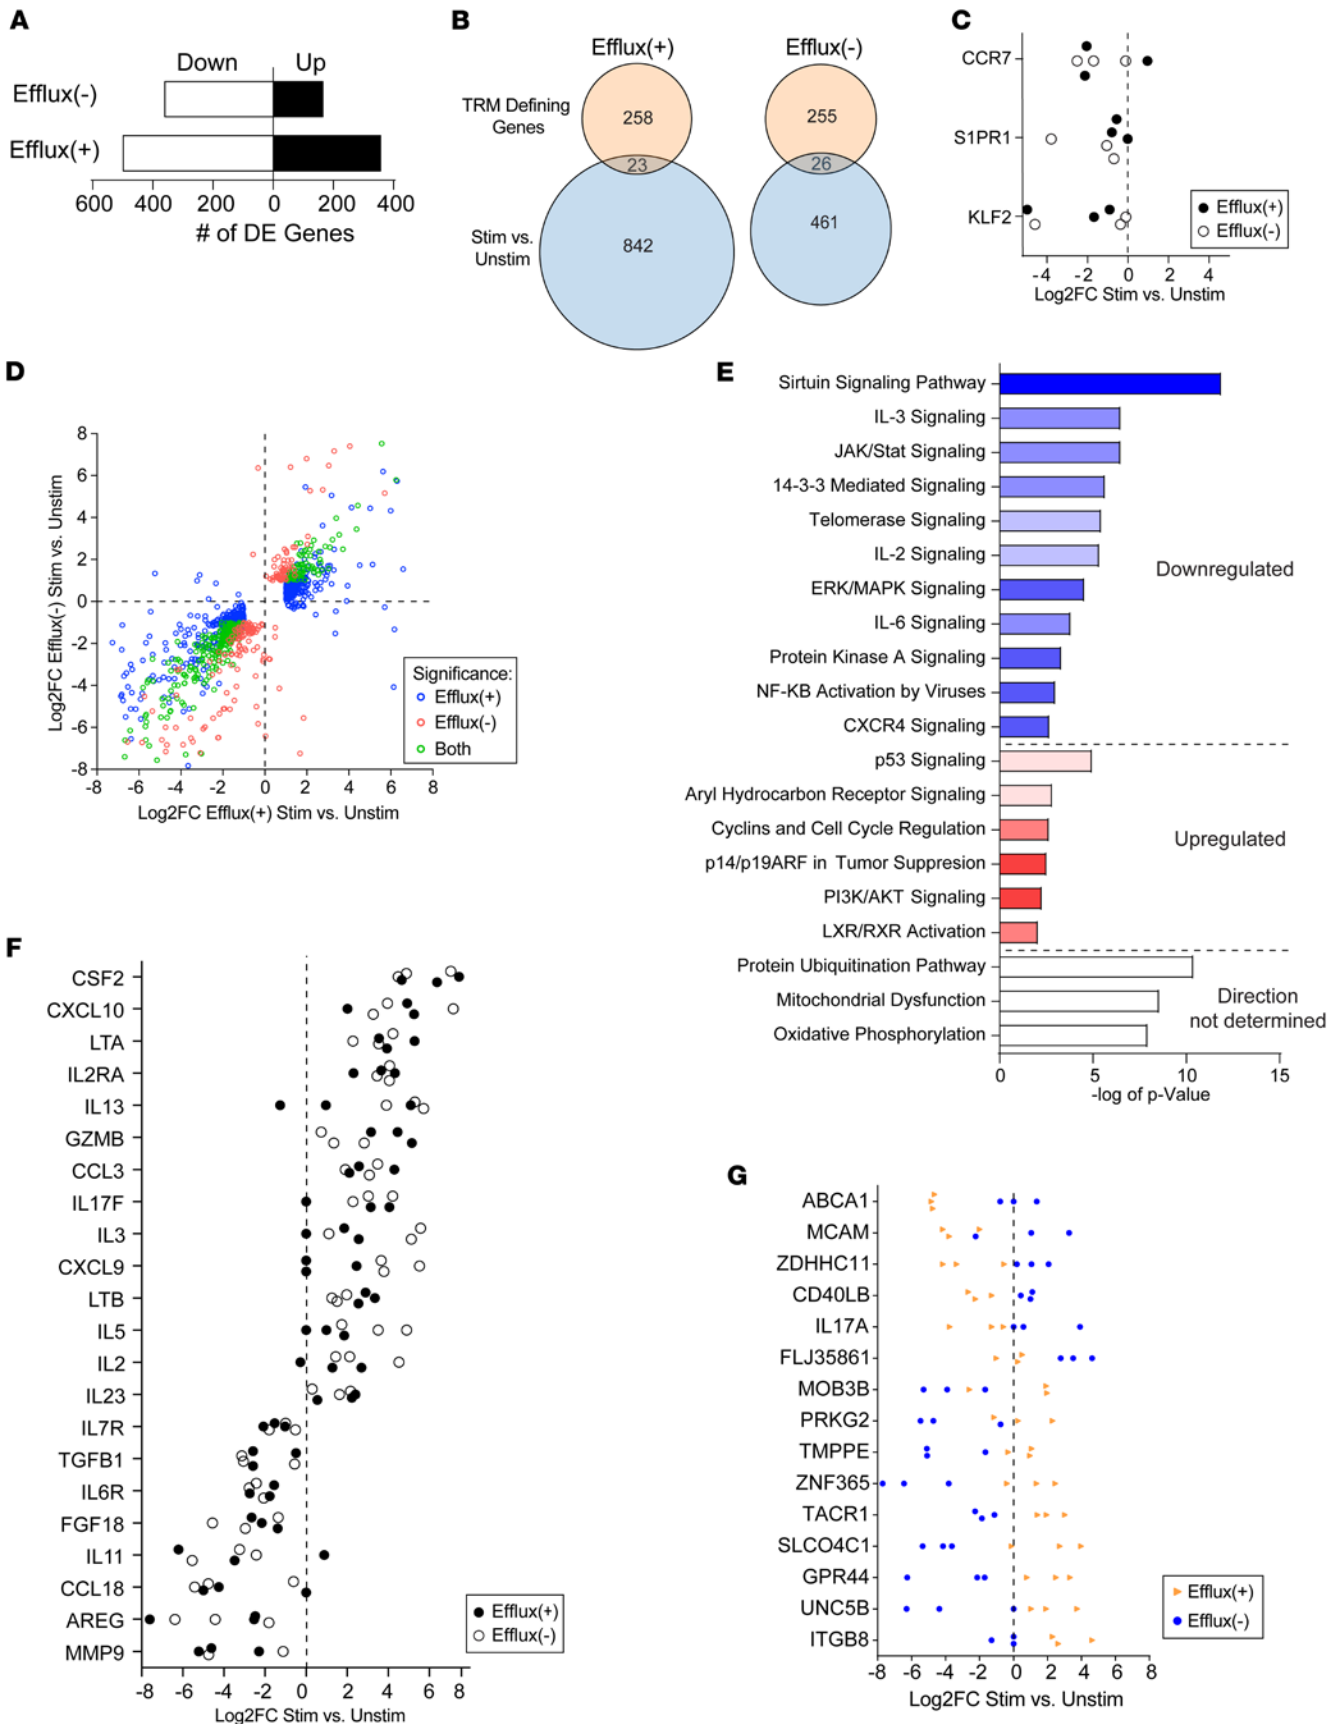 A
Down Up
Efflux(-)
Efflux(+)
600 400 200 0 200 400
# of DE Genes
B
Efflux(+) Efflux(-)
TRM Defining
Genes
258 255
23 26
Stim vs.
Unstim
842 461
C
CCR7
S1PR1
KLF2
Efflux(+)
Efflux(-)
-4 -2 0 2 4
Log2FC Stim vs. Unstim
D
Log2FC Efflux(-) Stim vs. Unstim
8
6
4
2
0
-2
-4
-6
-8
-8 -6 -4 -2 0 2 4 6 8
Log2FC Efflux(+) Stim vs. Unstim
Significance:
Efflux(+)
Efflux(-)
Both
E
Sirtuin Signaling Pathway
IL-3 Signaling
JAK/Stat Signaling
14-3-3 Mediated Signaling
Telomerase Signaling
IL-2 Signaling
ERK/MAPK Signaling
IL-6 Signaling
Protein Kinase A Signaling
NF-KB Activation by Viruses
CXCR4 Signaling
Downregulated
p53 Signaling
Aryl Hydrocarbon Receptor Signaling
Cyclins and Cell Cycle Regulation
p14/p19ARF in Tumor Suppresion
PI3K/AKT Signaling
LXR/RXR Activation
Upregulated
Protein Ubiquitination Pathway
Mitochondrial Dysfunction
Oxidative Phosphorylation
Direction
not determined
0 5 10 15
-log of p-Value
F
CSF2
CXCL10
LTA
IL2RA
IL13
GZMB
CCL3
IL17F
IL3
CXCL9
LTB
IL5
IL2
IL23
IL7R
TGFB1
IL6R
FGF18
IL11
CCL18
AREG
MMP9
Efflux(+)
Efflux(-)
-8 -6 -4 -2 0 2 4 6 8
Log2FC Stim vs. Unstim
G
ABCA1
MCAM
ZDHHC11
CD40LB
IL17A
FLJ35861
MOB3B
PRKG2
TMPPE
ZNF365
TACR1
SLCO4C1
GPR44
UNC5B
ITGB8
Efflux(+)
Efflux(-)
-8 -6 -4 -2 0 2 4 6 8
Log2FC Stim vs. Unstim